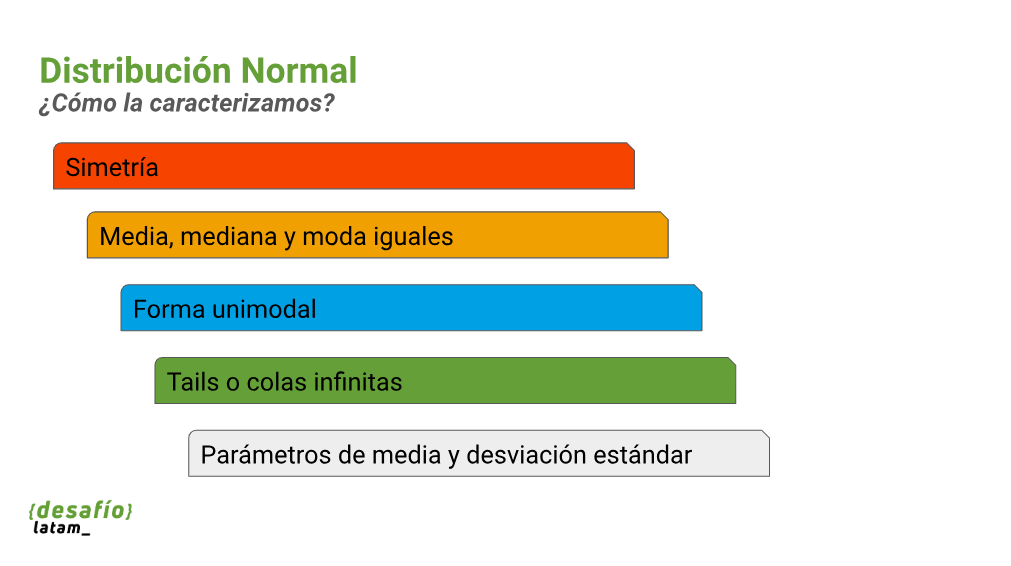 Distribución Normal
¿Cómo la caracterizamos?
Simetría
Media, mediana y moda iguales
Forma unimodal
Tails o colas infinitas
Parámetros de media y desviación estándar
{desafío}
latam_